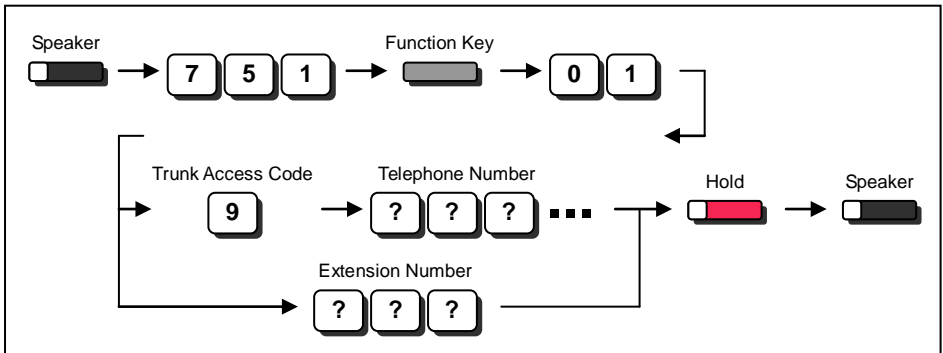 Speaker
Function Key
7 5 1
0 1
Trunk Access Code
Telephone Number
Hold
Speaker
9
? ? ? ...
Extension Number
? ? ?